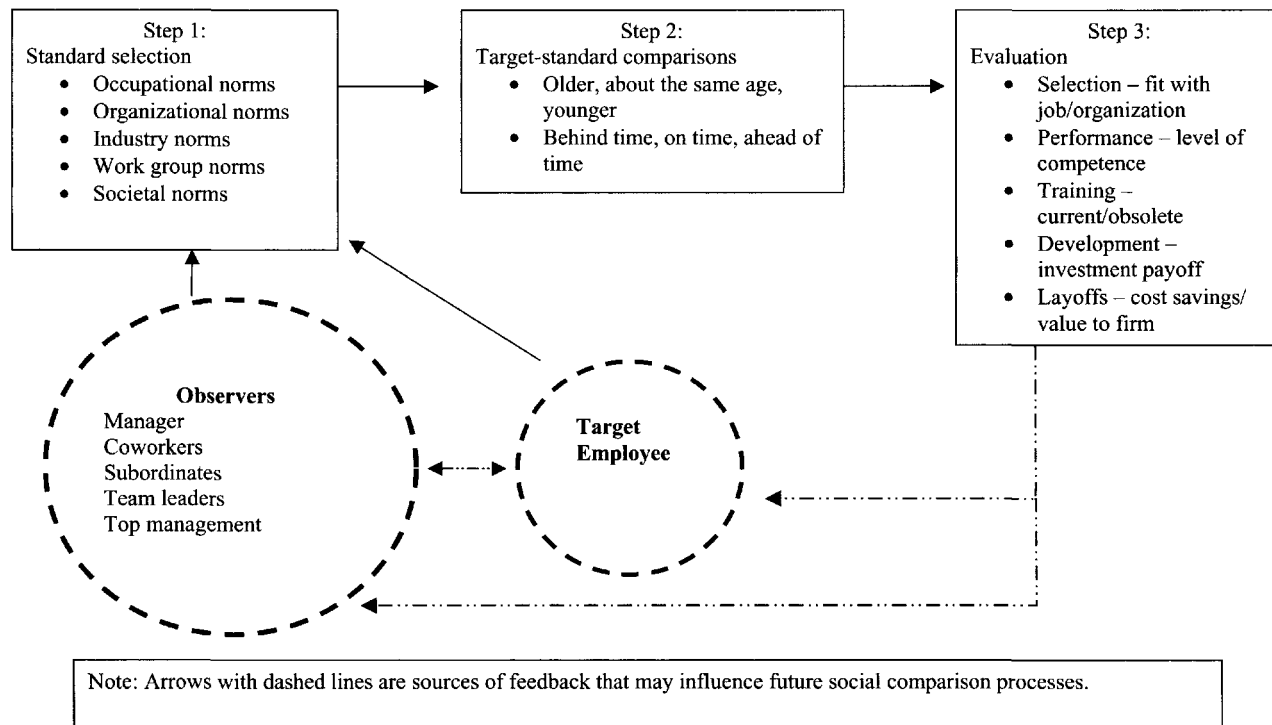 Step 1:
Standard selection
• Occupational norms
• Organizational norms
• Industry norms
• Work group norms
• Societal norms
Step 2:
Target-standard comparisons
• Older, about the same age,
younger
• Behind time, on time, ahead of
time
Step 3:
Evaluation
• Selection – fit with
job/organization
• Performance – level of
competence
• Training –
current/obsolete
• Development –
investment payoff
• Layoffs – cost savings/
value to firm
Observers
Manager
Coworkers
Subordinates
Team leaders
Top management
Target
Employee
Note: Arrows with dashed lines are sources of feedback that may influence future social comparison processes.